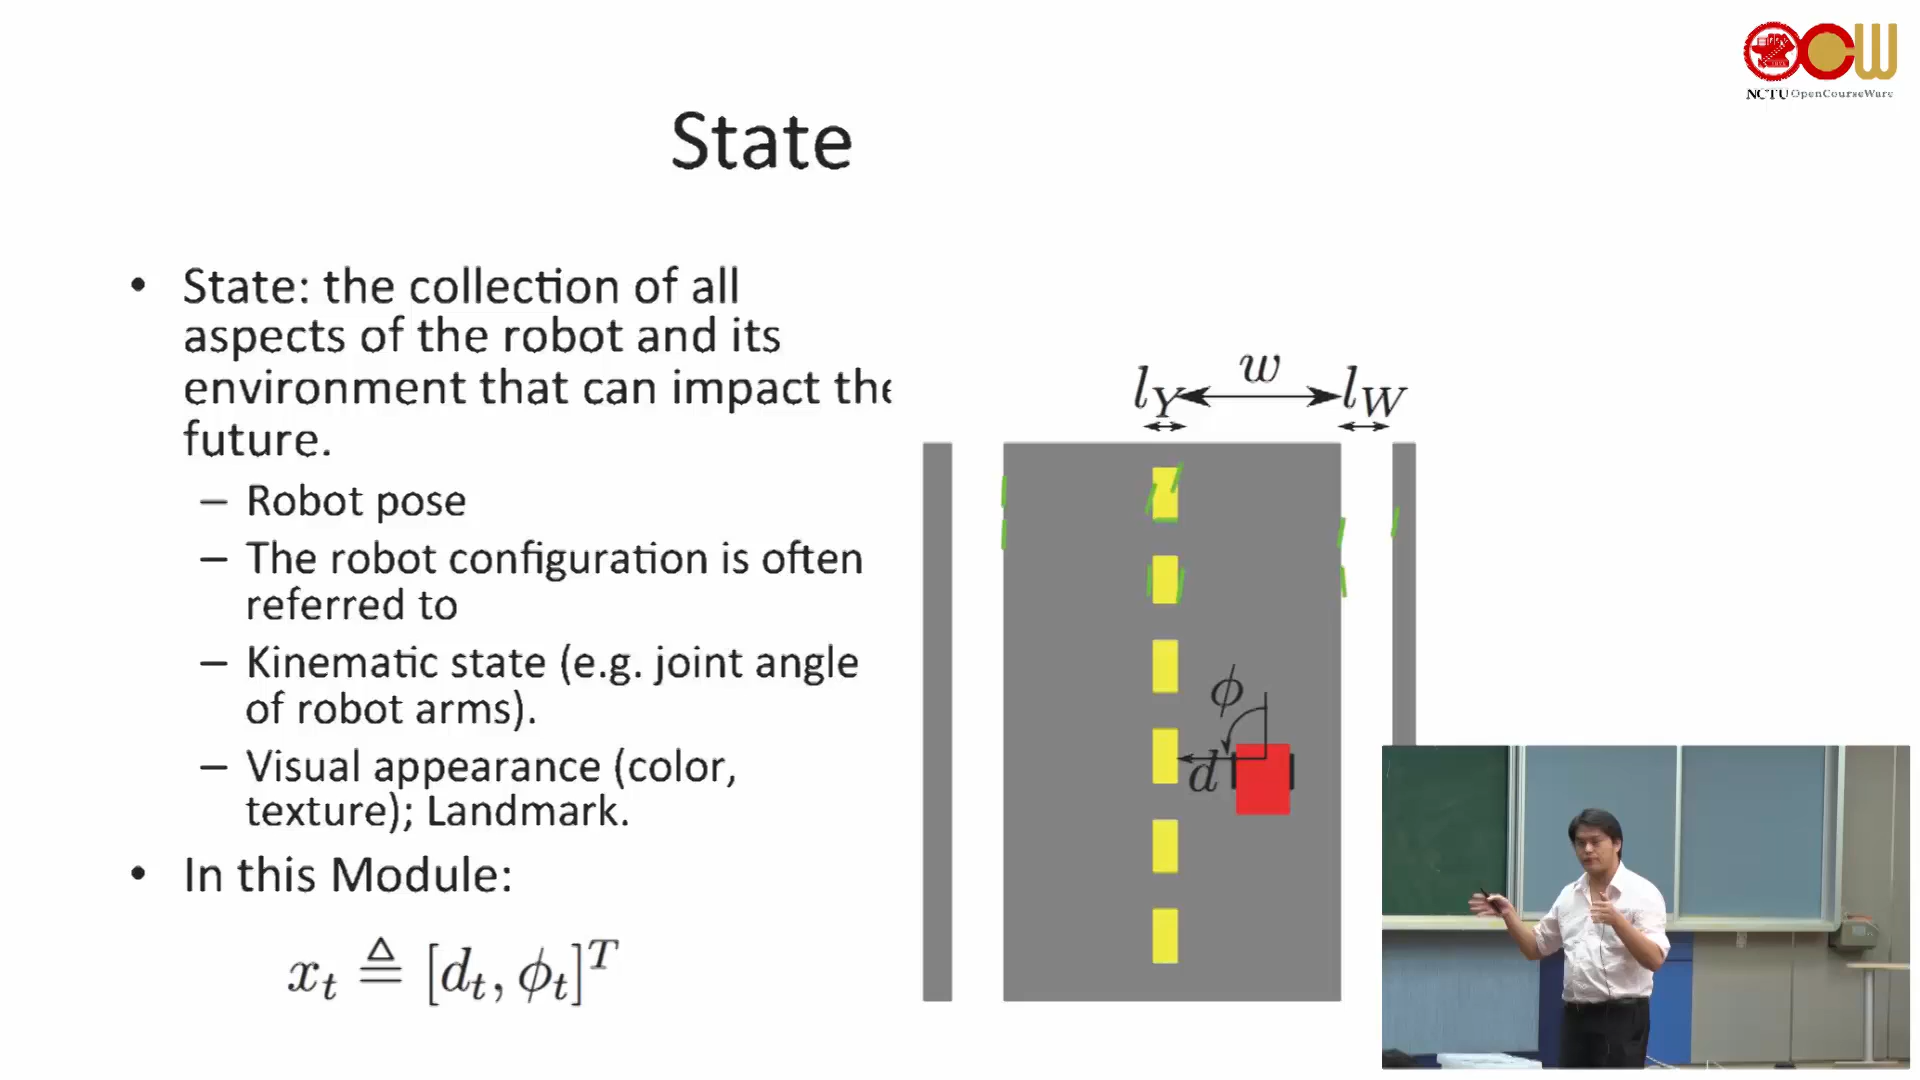 OCW
NCTU OpenCourseWare
State
• State: the collection of all
aspects of the robot and its
environment that can impact the
future.
– Robot pose
– The robot configuration is often
referred to
– Kinematic state (e.g. joint angle
of robot arms).
– Visual appearance (color,
texture); Landmark.
• In this Module:
x_t ≜ [d_t, ϕ_t]^T
w
l_Y
l_W
ϕ
d